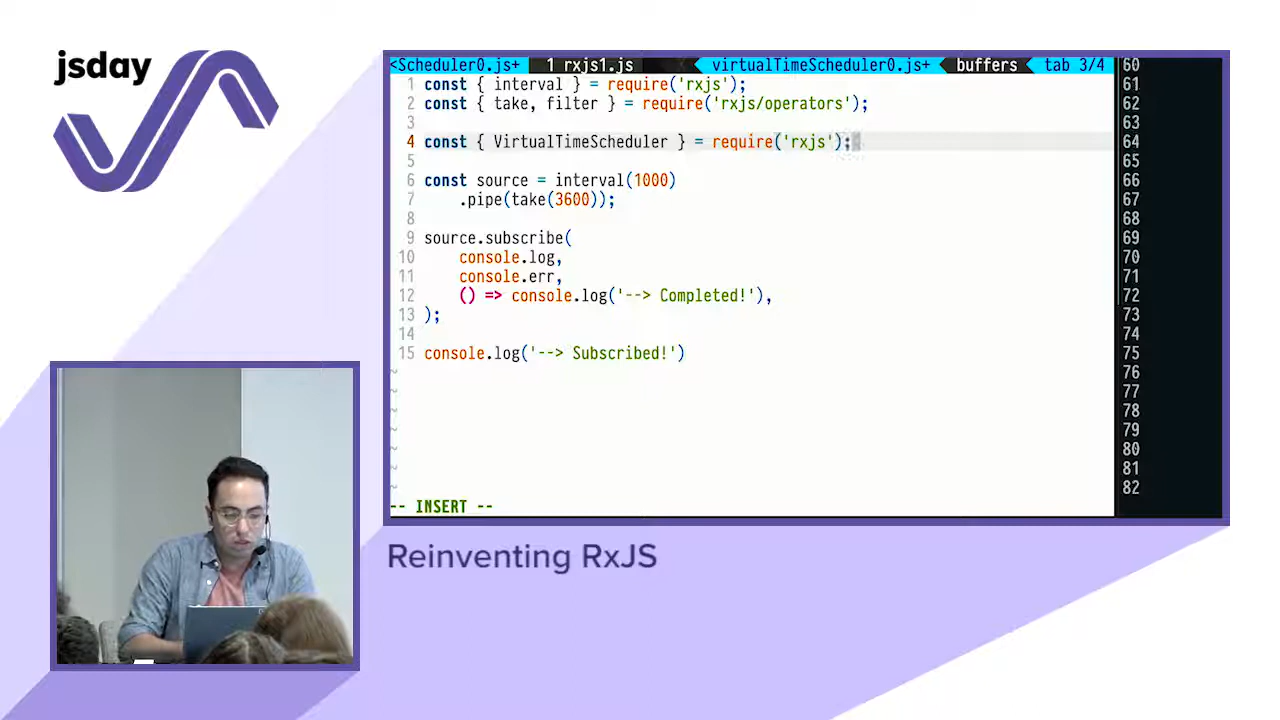 jsday
<Scheduler0.js+ 1 rxjs1.js virtualTimeScheduler0.js+ buffers tab 3/4
1 const { interval } = require('rxjs');
2 const { take, filter } = require('rxjs/operators');
3
4 const { VirtualTimeScheduler } = require('rxjs');
5
6 const source = interval(1000)
7 .pipe(take(3600));
8
9 source.subscribe(
10 console.log,
11 console.err,
12 () => console.log('--> Completed!'),
13 );
14
15 console.log('--> Subscribed!')
~
~
~
~
~
~
~
-- INSERT --
60
61
62
63
64
65
66
67
68
69
70
71
72
73
74
75
76
77
78
79
80
81
82
Reinventing RxJS